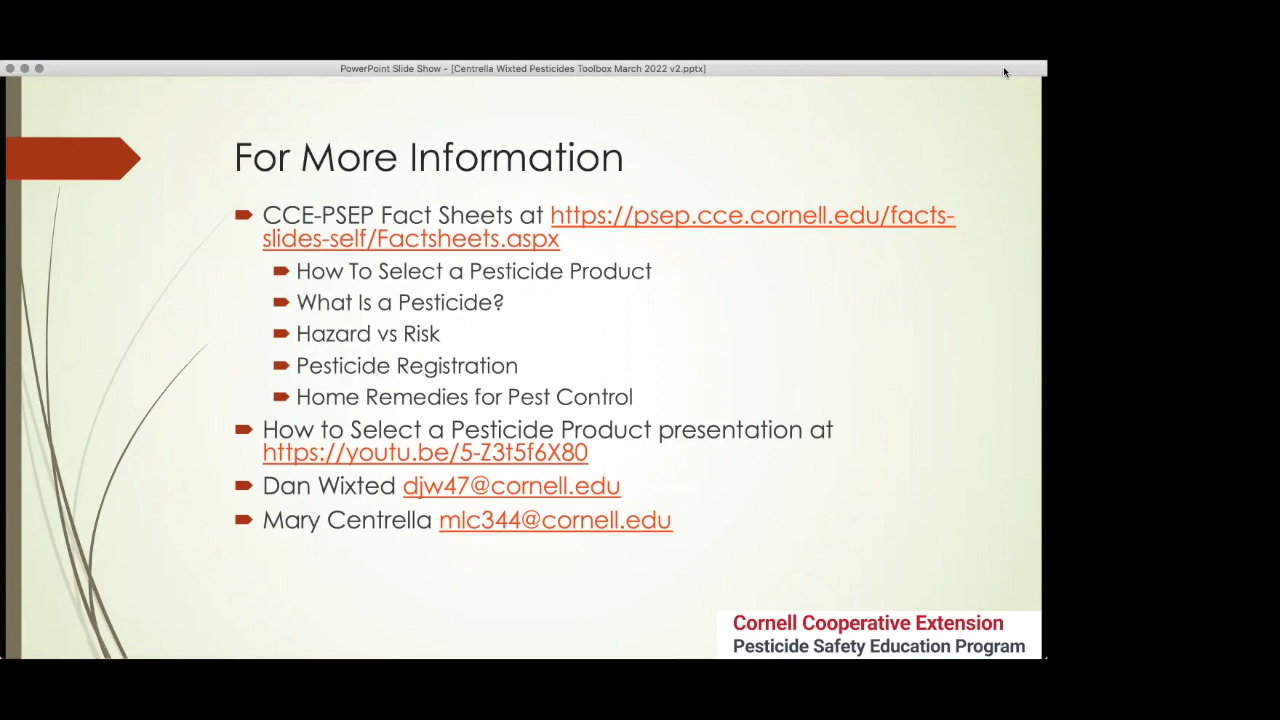 PowerPoint Slide Show - [Centrella Wixted Pesticides Toolbox March 2022 v2.pptx]
For More Information
CCE-PSEP Fact Sheets at https://psep.cce.cornell.edu/facts-
slides-self/Factsheets.aspx
How To Select a Pesticide Product
What Is a Pesticide?
Hazard vs Risk
Pesticide Registration
Home Remedies for Pest Control
How to Select a Pesticide Product presentation at
https://youtu.be/5-Z3t5f6X80
Dan Wixted djw47@cornell.edu
Mary Centrella mlc344@cornell.edu
Cornell Cooperative Extension
Pesticide Safety Education Program